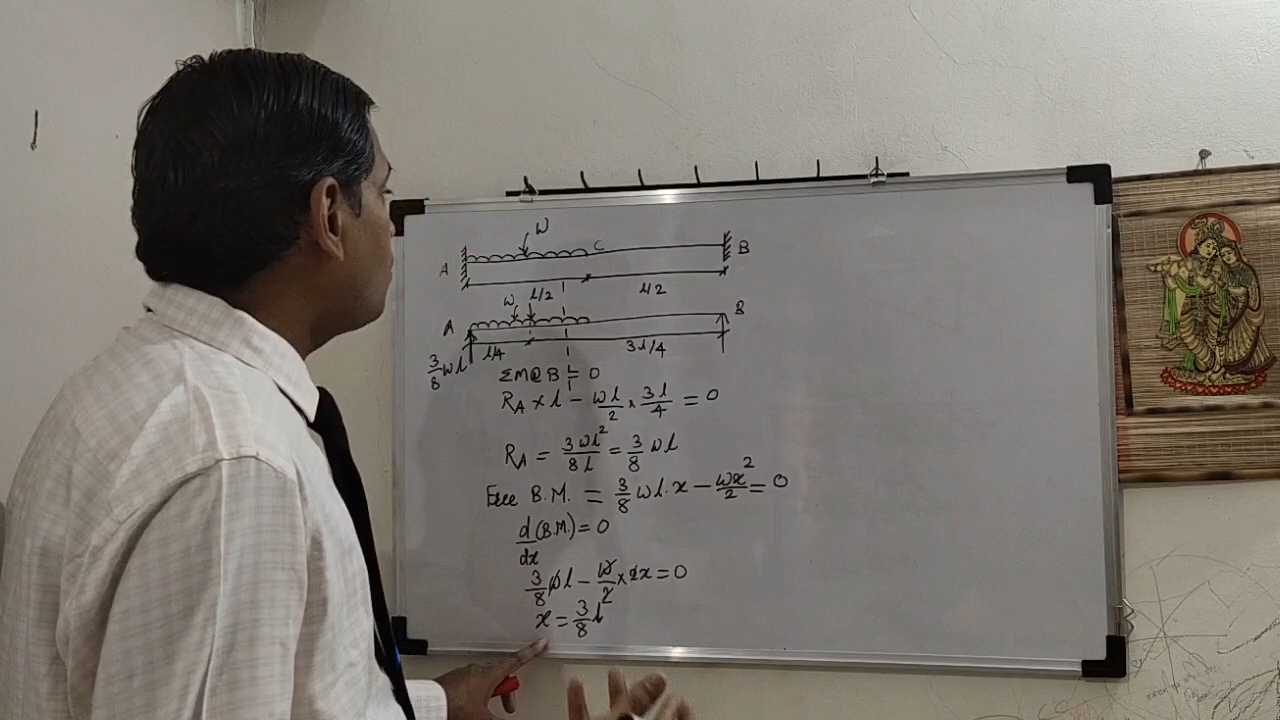 W
A C B
l/2 l/2
W
A B
3/8 wl l/4 3l/4
ΣM@ B = 0
R_A × l − wl/2 × 3l/4 = 0
R_A = 3wl²/8l = 3/8 wl
B.M. = 3/8 wl.x − wx²/2 = 0
d/dx (B.M.) = 0
3/8 wl − w/2 × 2x = 0
x = 3/8 l